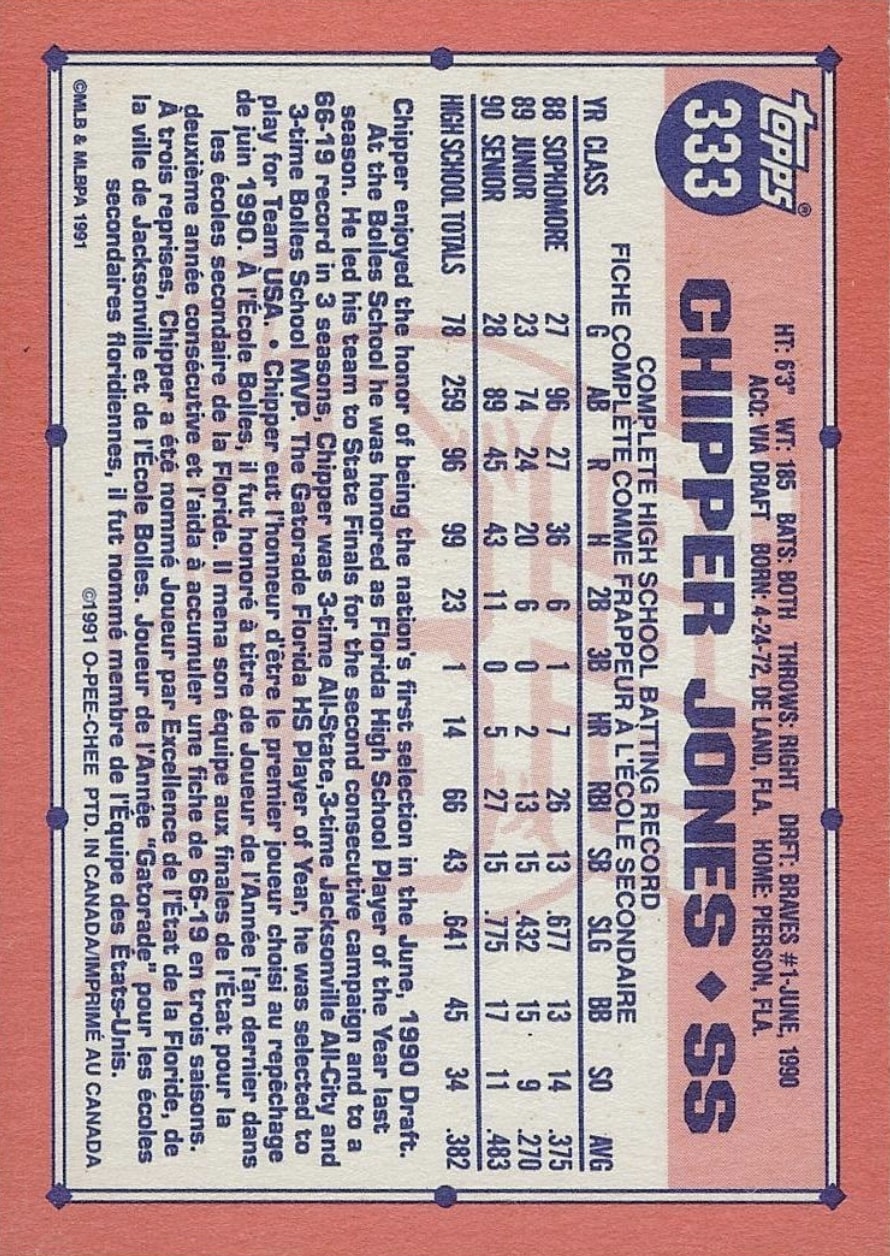 topps®
333
HT: 6'3" WT: 185 BATS: BOTH THROWS: RIGHT DRFT: BRAVES #1-JUNE, 1990
ACQ: VIA DRAFT BORN: 4-24-72, DE LAND, FLA. HOME: PIERSON, FLA.
CHIPPER JONES ♦ SS
COMPLETE HIGH SCHOOL BATTING RECORD
FICHE COMPLÈTE COMME FRAPPEUR À L'ÉCOLE SECONDAIRE
YR CLASS G AB R H 2B 3B HR RBI SB SLG BB SO AVG
88 SOPHOMORE 27 96 27 36 6 1 7 26 13 .677 13 14 .375
89 JUNIOR 23 74 24 20 6 0 2 13 15 .432 15 9 .270
90 SENIOR 28 89 45 43 11 0 5 27 15 .775 17 11 .483
HIGH SCHOOL TOTALS 78 259 96 99 23 1 14 66 43 .641 45 34 .382
Chipper enjoyed the honor of being the nation's first selection in the June, 1990 Draft.
At the Bolles School he was honored as Florida High School Player of the Year last
season. He led his team to State Finals for the second consecutive campaign and to a
66-19 record in 3 seasons, Chipper was 3-time All-State, 3-time Jacksonville All-City and
3-time Bolles School MVP. The Gatorade Florida HS Player of Year, he was selected to
play for Team USA. • Chipper eut l'honneur d'être le premier joueur choisi au repêchage
de juin 1990. À l'École Bolles, il fut honoré à titre de Joueur de l'Année l'an dernier dans
les écoles secondaire de la Floride. Il mena son équipe aux finales de l'État pour la
deuxième année consécutive et l'aida à accumuler une fiche de 66-19 en trois saisons.
À trois reprises, Chipper a été nommé Joueur par Excellence de l'État de la Floride, de
la ville de Jacksonville et de l'École Bolles. Joueur de l'Année "Gatorade" pour les écoles
secondaires floridiennes, il fut nommé membre de l'Équipe des États-Unis.
©MLB & MLBPA 1991 ©1991 O-PEE-CHEE PTD. IN CANADA/IMPRIMÉ AU CANADA